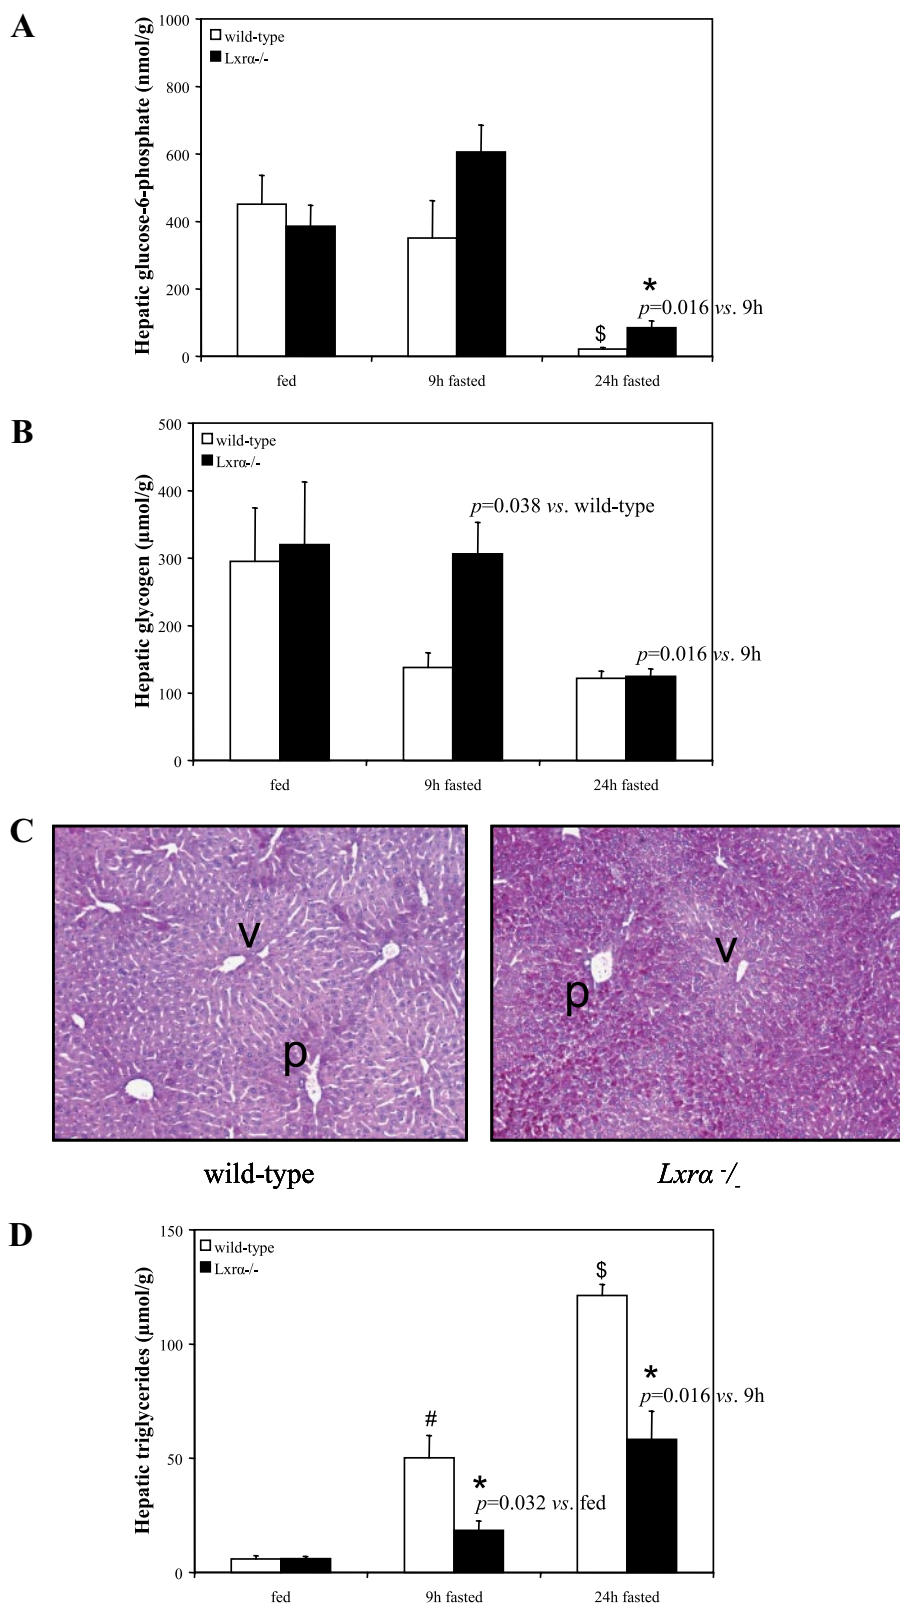 A
Hepatic glucose-6-phosphate (nmol/g)
1000
800
600
400
200
0
wild-type
Lxrα-/-
$
*
p=0.016 vs. 9h
fed
9h fasted
24h fasted
B
Hepatic glycogen (μmol/g)
500
400
300
200
100
0
wild-type
Lxrα-/-
p=0.038 vs. wild-type
p=0.016 vs. 9h
fed
9h fasted
24h fasted
C
v
p
v
p
wild-type
Lxrα -/-
D
Hepatic triglycerides (μmol/g)
150
100
50
0
wild-type
Lxrα-/-
#
*
p=0.032 vs. fed
$
*
p=0.016 vs. 9h
fed
9h fasted
24h fasted